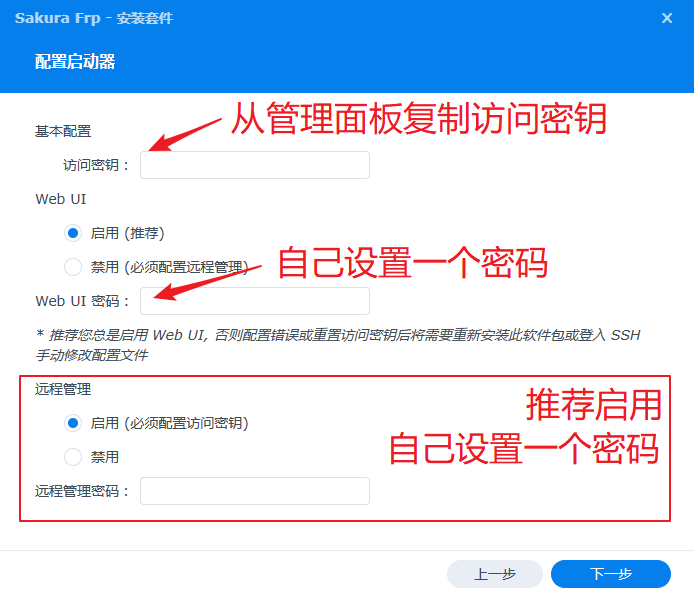 Sakura Frp - 安装套件
配置启动器
从管理面板复制访问密钥
基本配置
访问密钥：
Web UI
启用 (推荐)
自己设置一个密码
禁用 (必须配置远程管理)
Web UI 密码：
* 推荐您总是启用 Web UI, 否则配置错误或重置访问密钥后将需要重新安装此软件包或登入 SSH
手动修改配置文件
远程管理
推荐启用
启用 (必须配置访问密钥)
自己设置一个密码
禁用
远程管理密码：
上一步
下一步